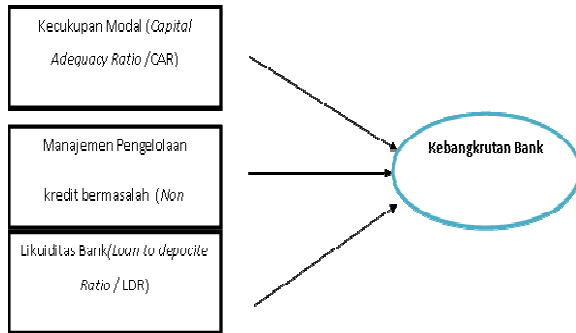 Kecukupan Modal (Capital
Adequacy Ratio /CAR)
Manajemen Pengelolaan
kredit bermasalah (Non
Likuiditas Bank(Loan to deposite
Ratio / LDR)
Kebangkrutan Bank